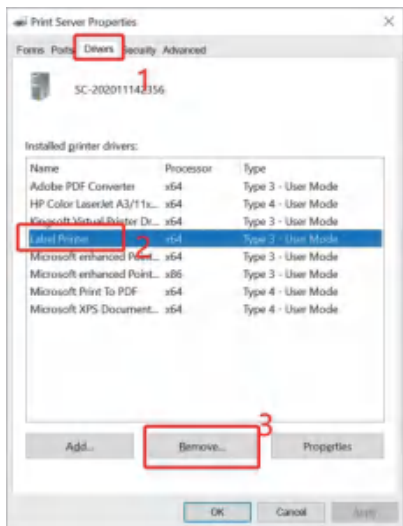 Print Server Properties
Forms Ports Drivers Security Advanced
1
SC-202011142356
Installed printer drivers:
Name Processor Type
Adobe PDF Converter x64 Type 3 - User Mode
HP Color LaserJet A3/11x... x64 Type 4 - User Mode
Kingsoft Virtual Printer Dr... x64 Type 3 - User Mode
Label Printer x64 Type 3 - User Mode
2
Microsoft enhanced Point... x64 Type 3 - User Mode
Microsoft enhanced Point... x86 Type 3 - User Mode
Microsoft Print To PDF x64 Type 4 - User Mode
Microsoft XPS Document... x64 Type 4 - User Mode
3
Add... Remove... Properties
OK Cancel Apply